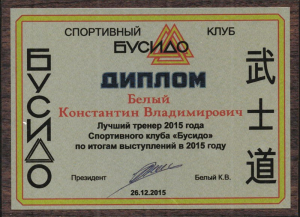 СПОРТИВНЫЙ КЛУБ
БУСИДО
БУСИДО
武士道
ДИПЛОМ
Белый
Константин Владимирович
Лучший тренер 2015 года
Спортивного клуба «Бусидо»
по итогам выступлений в 2015 году
Президент Белый К.В.
26.12.2015